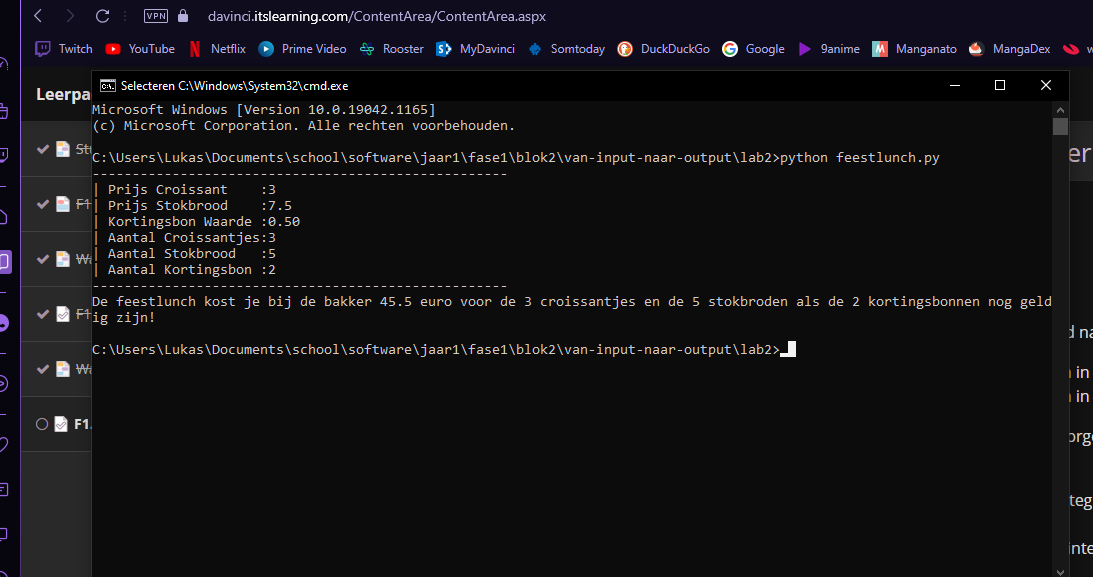 VPN davinci.itslearning.com/ContentArea/ContentArea.aspx
Twitch YouTube Netflix Prime Video Rooster MyDavinci Somtoday DuckDuckGo Google 9anime Manganato MangaDex
Leerpa
Selecteren C:\Windows\System32\cmd.exe
Microsoft Windows [Version 10.0.19042.1165]
(c) Microsoft Corporation. Alle rechten voorbehouden.
C:\Users\Lukas\Documents\school\software\jaar1\fase1\blok2\van-input-naar-output\lab2>python feestlunch.py
----------------------------------------------------
| Prijs Croissant    :3
| Prijs Stokbrood    :7.5
| Kortingsbon Waarde :0.50
| Aantal Croissantjes:3
| Aantal Stokbrood   :5
| Aantal Kortingsbon :2
----------------------------------------------------
De feestlunch kost je bij de bakker 45.5 euro voor de 3 croissantjes en de 5 stokbroden als de 2 kortingsbonnen nog geld
ig zijn!
C:\Users\Lukas\Documents\school\software\jaar1\fase1\blok2\van-input-naar-output\lab2>
F1
F1
F1.
er
d na
in
in
orge
teg
inte